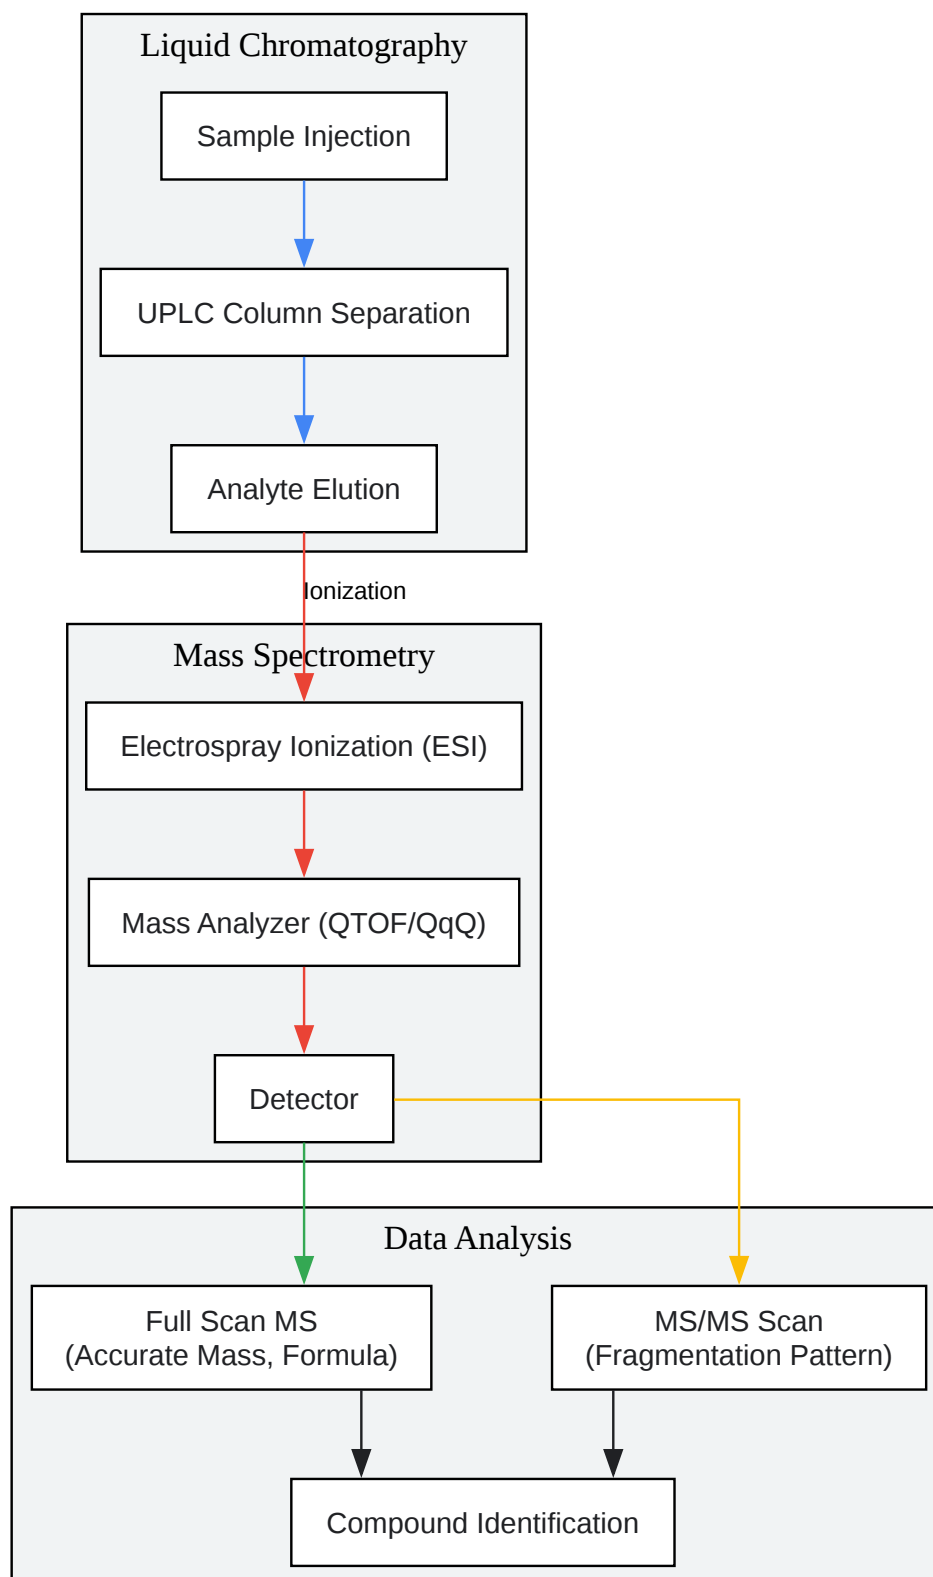 Liquid Chromatography
Sample Injection
UPLC Column Separation
Analyte Elution
Ionization
Mass Spectrometry
Electrospray Ionization (ESI)
Mass Analyzer (QTOF/QqQ)
Detector
Data Analysis
Full Scan MS
(Accurate Mass, Formula)
MS/MS Scan
(Fragmentation Pattern)
Compound Identification